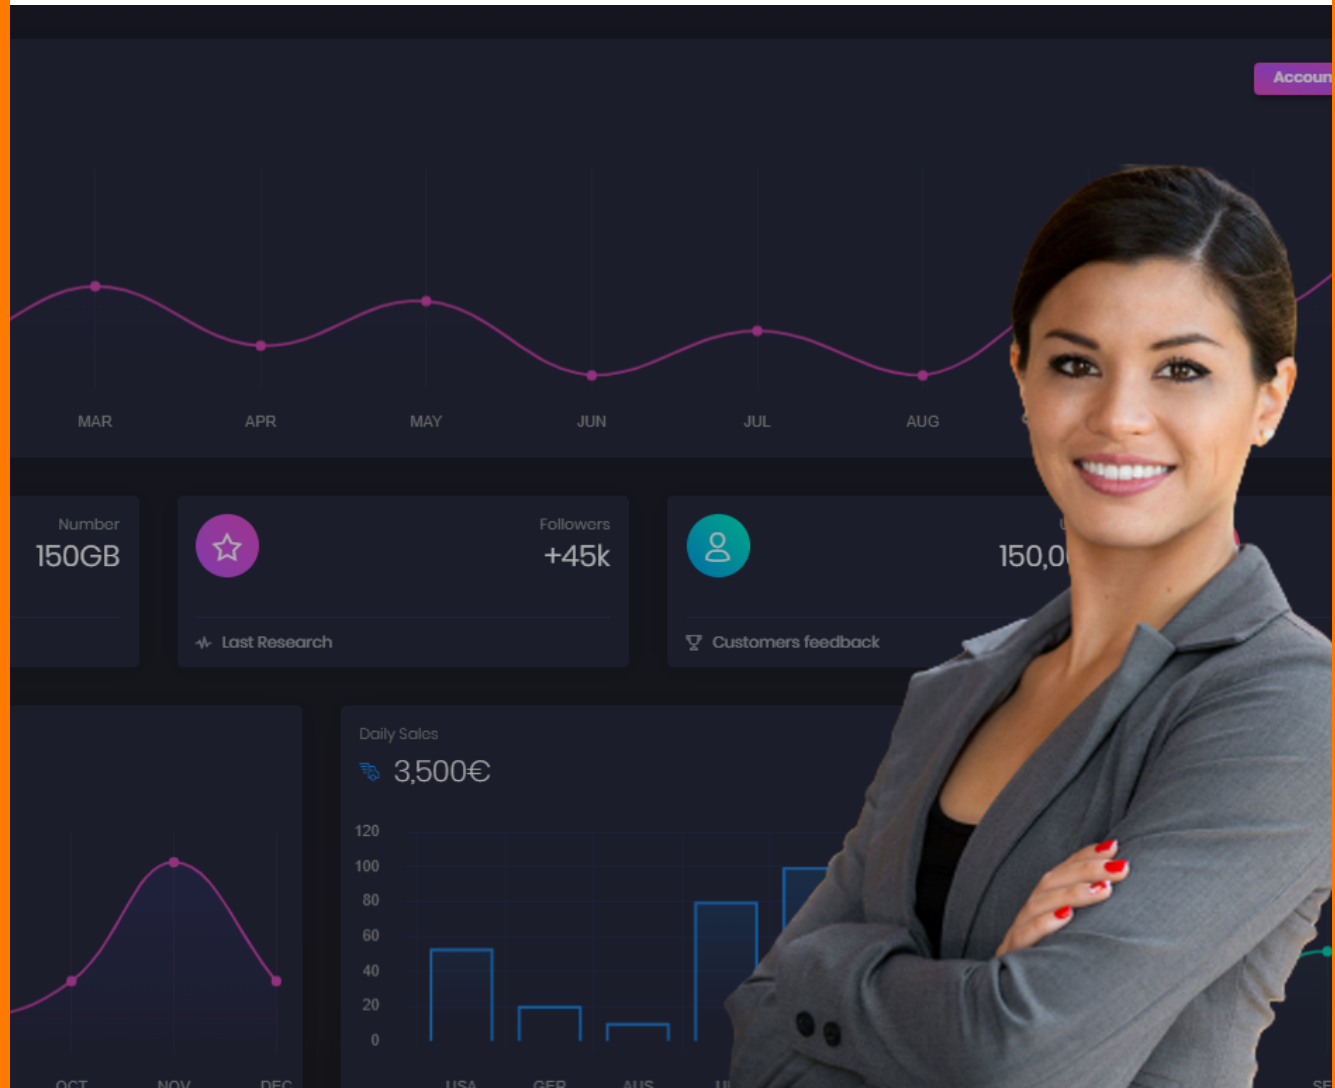 Accoun
MAR APR MAY JUN JUL AUG
Number
150GB
Followers
+45k
Last Research
150,0
Customers feedback
Daily Sales
3,500€
120
100
80
60
40
20
0
OCT NOV DEC
USA GER AUS